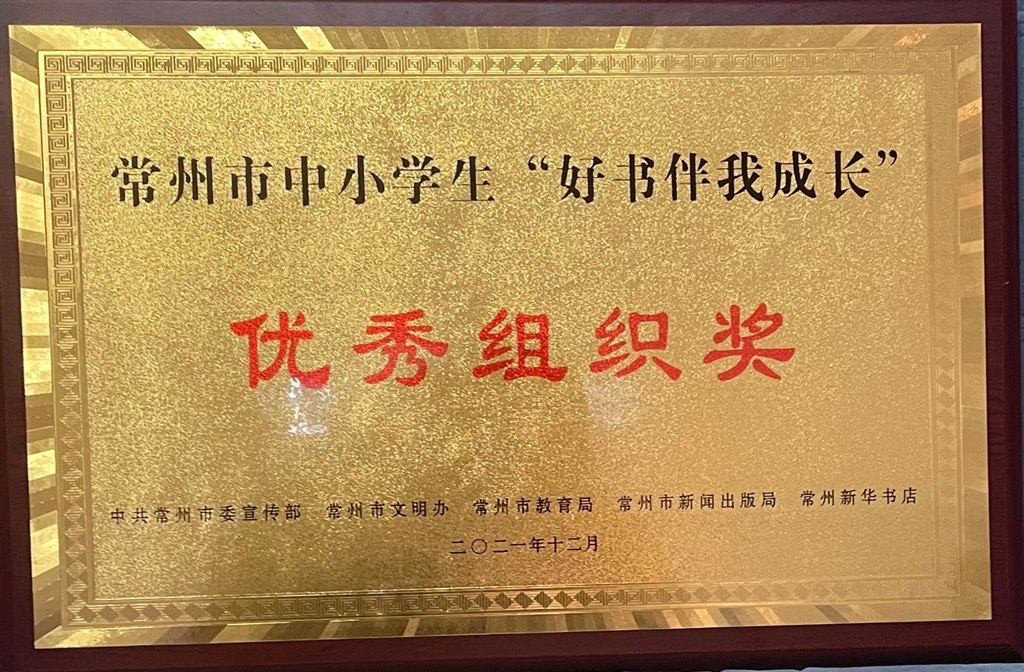 常州市中小学生“好书伴我成长”
优秀组织奖
中共常州市委宣传部 常州市文明办 常州市教育局 常州市新闻出版局 常州新华书店
二〇二一年十二月